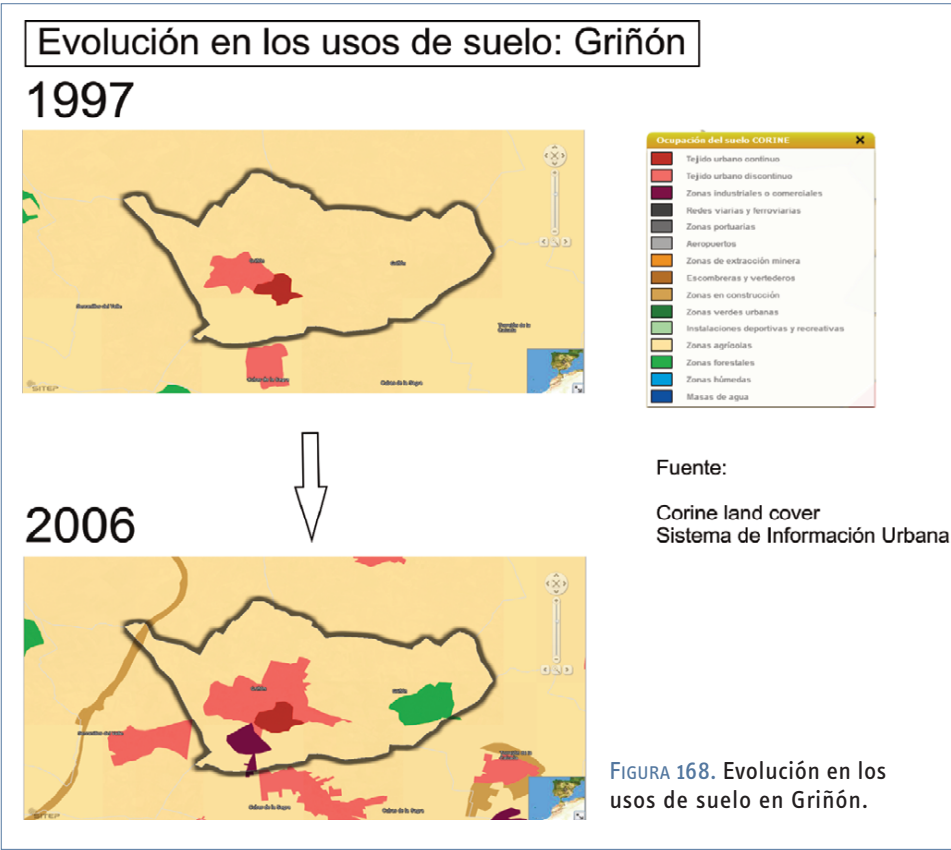 Evolución en los usos de suelo: Griñón
1997
Ocupación del suelo CORINE
Tejido urbano continuo
Tejido urbano discontinuo
Zonas industriales o comerciales
Redes viarias y ferroviarias
Zonas portuarias
Aeropuertos
Zonas de extracción minera
Escombreras y vertederos
Zonas en construcción
Zonas verdes urbanas
Instalaciones deportivas y recreativas
Zonas agrícolas
Zonas forestales
Zonas húmedas
Masas de agua
SITEP
Fuente:
Corine land cover
Sistema de Información Urbana
2006
SITEP
FIGURA 168. Evolución en los
usos de suelo en Griñón.